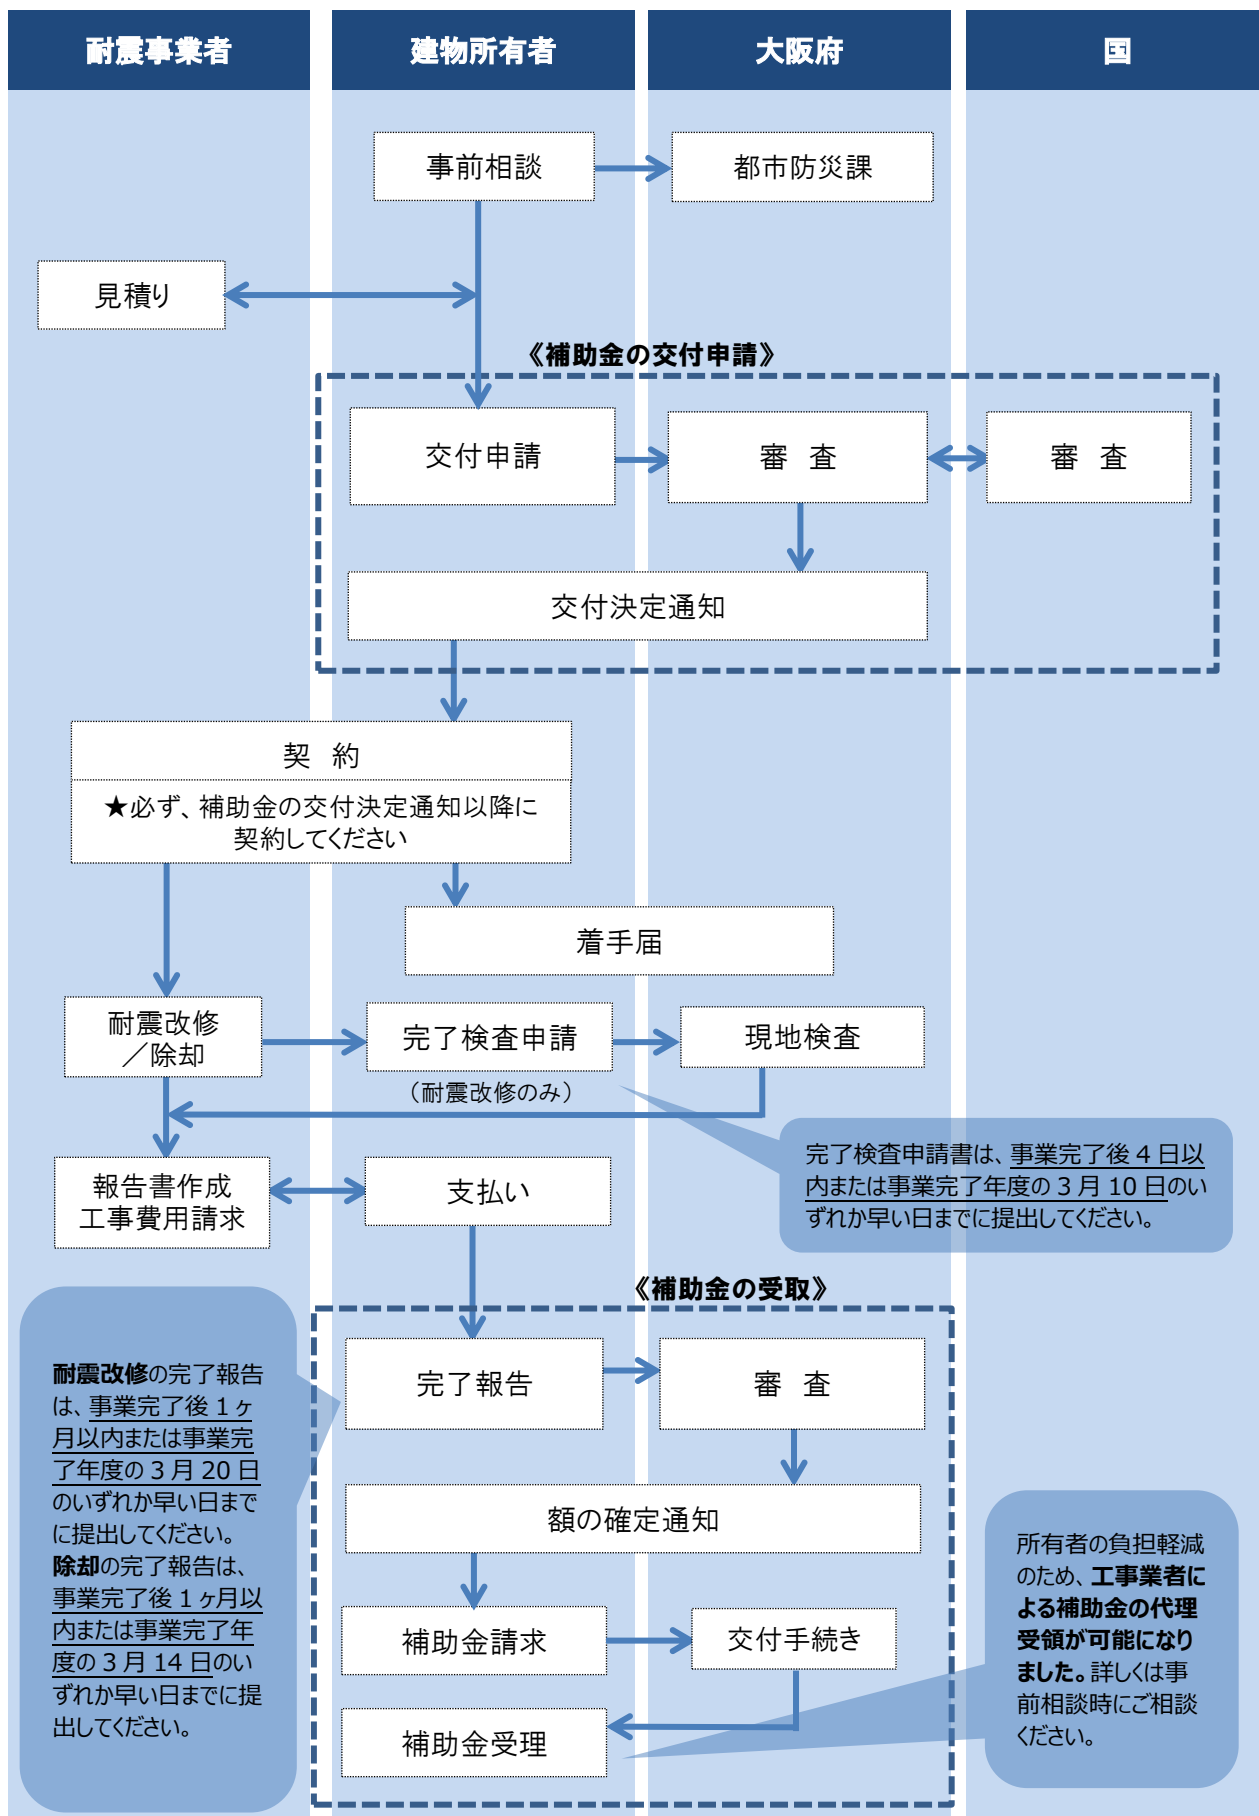 耐震事業者
建物所有者
大阪府
国
事前相談
都市防災課
見積り
《補助金の交付申請》
交付申請
審　査
審　査
交付決定通知
契　約
★必ず、補助金の交付決定通知以降に
契約してください
着手届
耐震改修
／除却
完了検査申請
現地検査
（耐震改修のみ）
完了検査申請書は、事業完了後 4 日以
内または事業完了年度の 3 月 10 日のい
ずれか早い日までに提出してください。
報告書作成
工事費用請求
支払い
《補助金の受取》
耐震改修の完了報告
は、事業完了後 1 ヶ
月以内または事業完
了年度の 3 月 20 日
のいずれか早い日まで
に提出してください。
除却の完了報告は、
事業完了後 1 ヶ月以
内または事業完了年
度の 3 月 14 日のい
ずれか早い日までに提
出してください。
完了報告
審　査
額の確定通知
補助金請求
交付手続き
補助金受理
所有者の負担軽減
のため、工事業者に
よる補助金の代理
受領が可能になり
ました。詳しくは事
前相談時にご相談
ください。